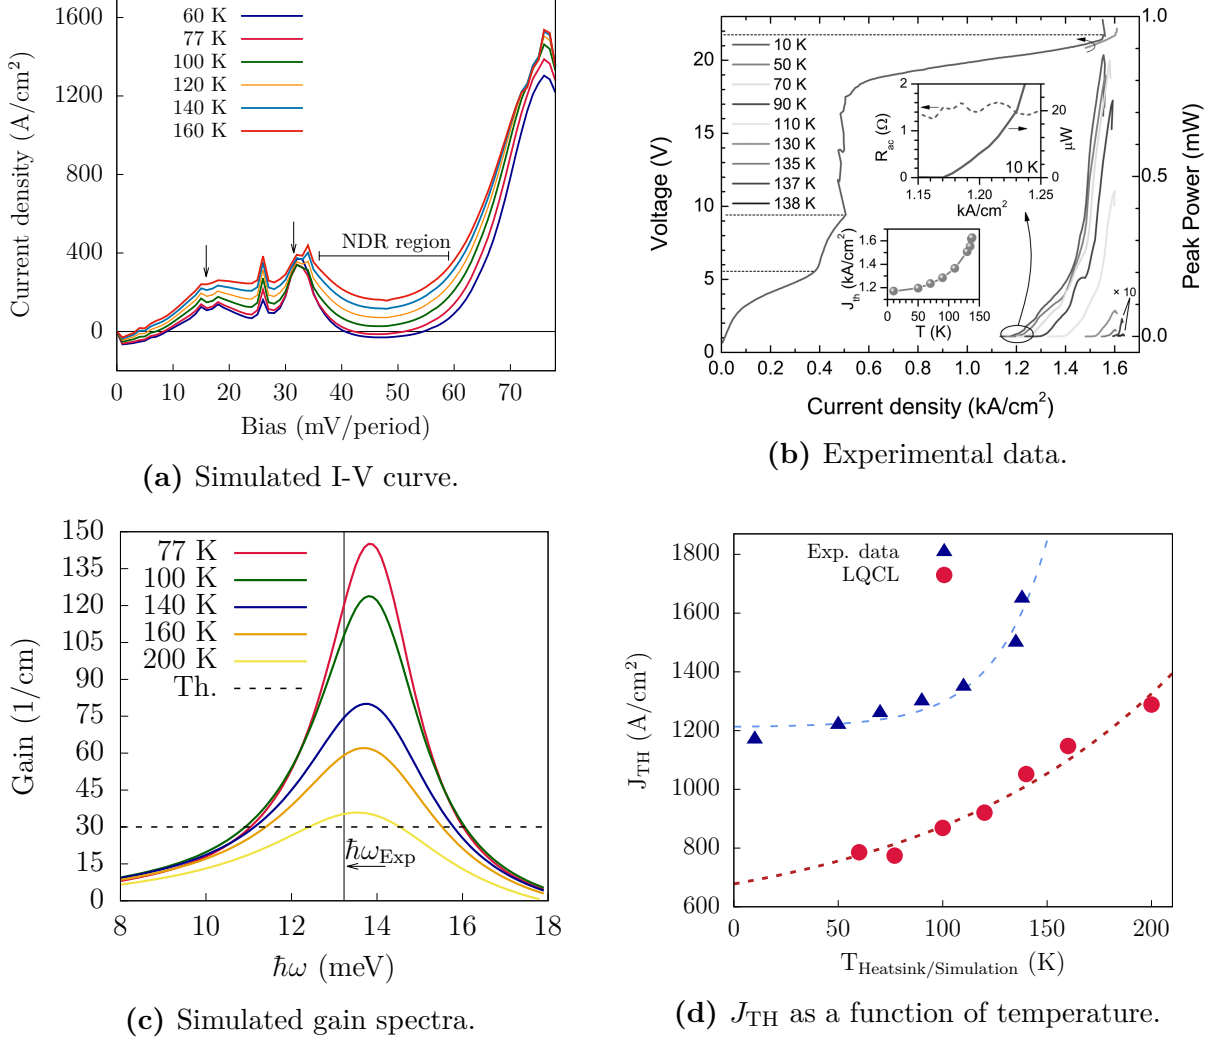 1600
1200
800
400
0
Current density (A/cm²)
60 K
77 K
100 K
120 K
140 K
160 K
NDR region
0 10 20 30 40 50 60 70
Bias (mV/period)
(a) Simulated I-V curve.
20
15
10
5
0
Voltage (V)
10 K
50 K
70 K
90 K
110 K
130 K
135 K
137 K
138 K
2
1
0
R_ac (Ω)
20
0
µW
10 K
1.15 1.20 1.25
kA/cm²
1.6
1.4
1.2
J_th (kA/cm²)
0 50 100 150
T (K)
× 10
1.0
0.5
0.0
Peak Power (mW)
0.0 0.2 0.4 0.6 0.8 1.0 1.2 1.4 1.6
Current density (kA/cm²)
(b) Experimental data.
150
135
120
105
90
75
60
45
30
15
0
Gain (1/cm)
77 K
100 K
140 K
160 K
200 K
Th.
ħω_Exp
8 10 12 14 16 18
ħω (meV)
(c) Simulated gain spectra.
1800
1600
1400
1200
1000
800
600
J_TH (A/cm²)
Exp. data
LQCL
0 50 100 150 200
T_Heatsink/Simulation (K)
(d) J_TH as a function of temperature.